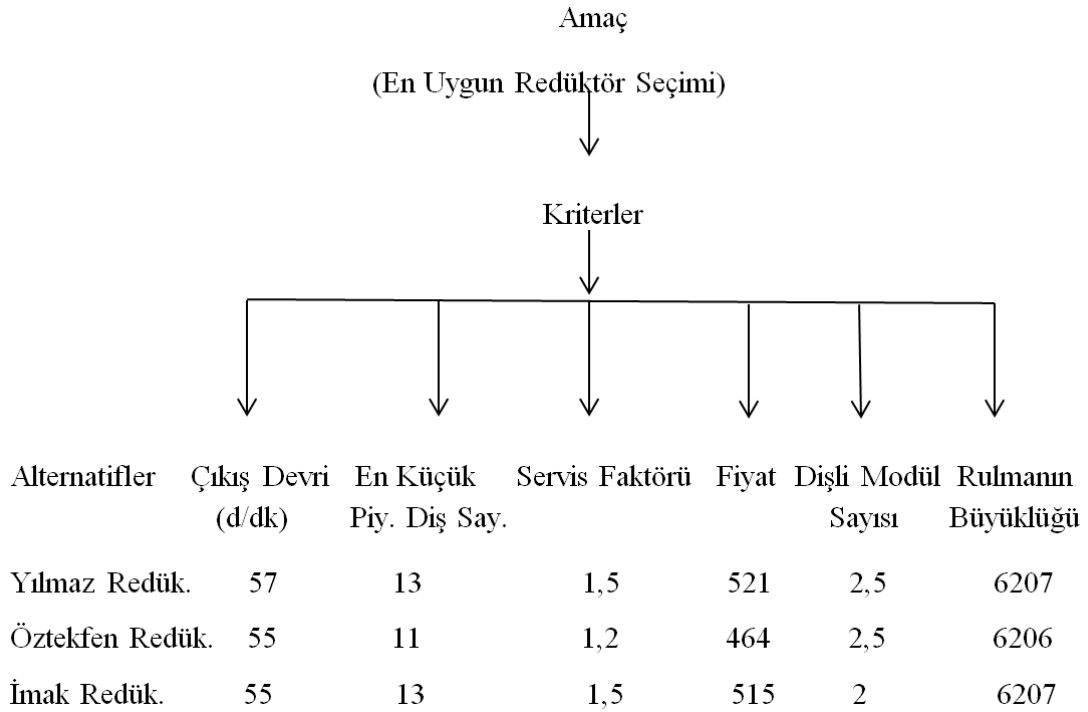 Amaç
(En Uygun Redüktör Seçimi)
Kriterler
Alternatifler Çıkış Devri En Küçük Servis Faktörü Fiyat Dişli Modül Rulmanın
(d/dk) Piy. Diş Say. Sayısı Büyüklüğü
Yılmaz Redük. 57 13 1,5 521 2,5 6207
Öztekfen Redük. 55 11 1,2 464 2,5 6206
İmak Redük. 55 13 1,5 515 2 6207